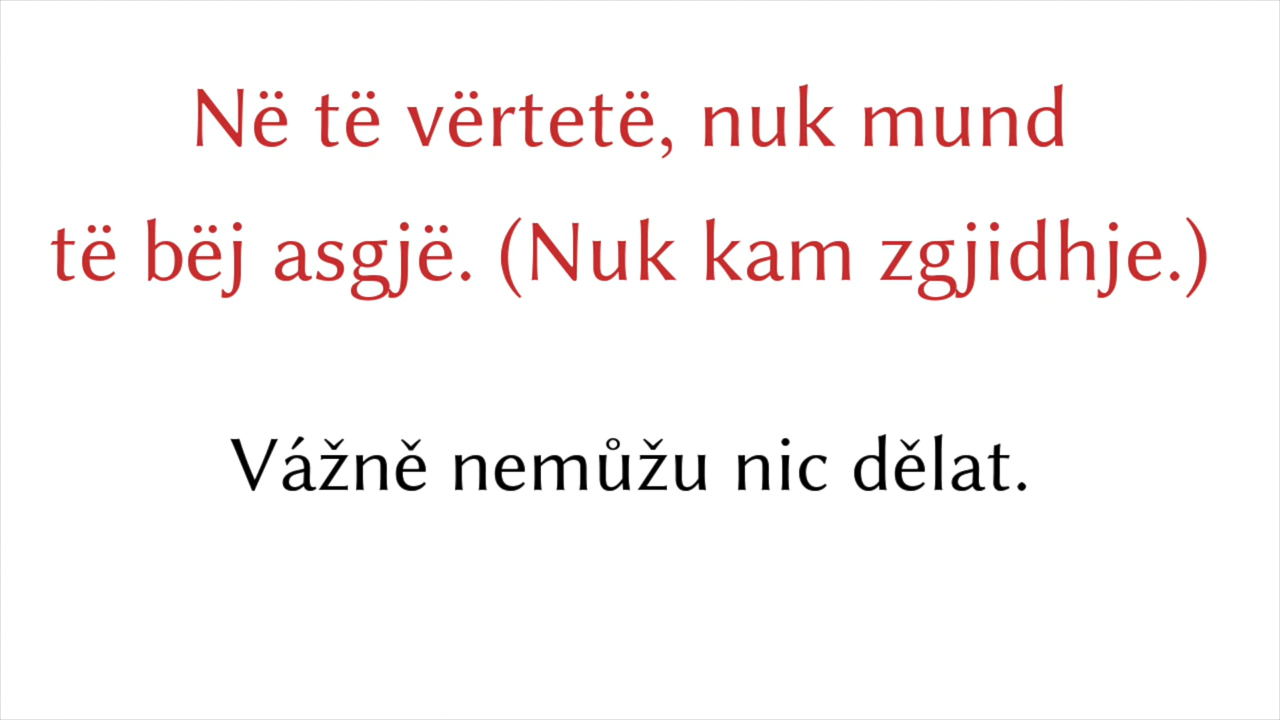 Në të vërtetë, nuk mund
të bëj asgjë. (Nuk kam zgjidhje.)
Vážně nemůžu nic dělat.